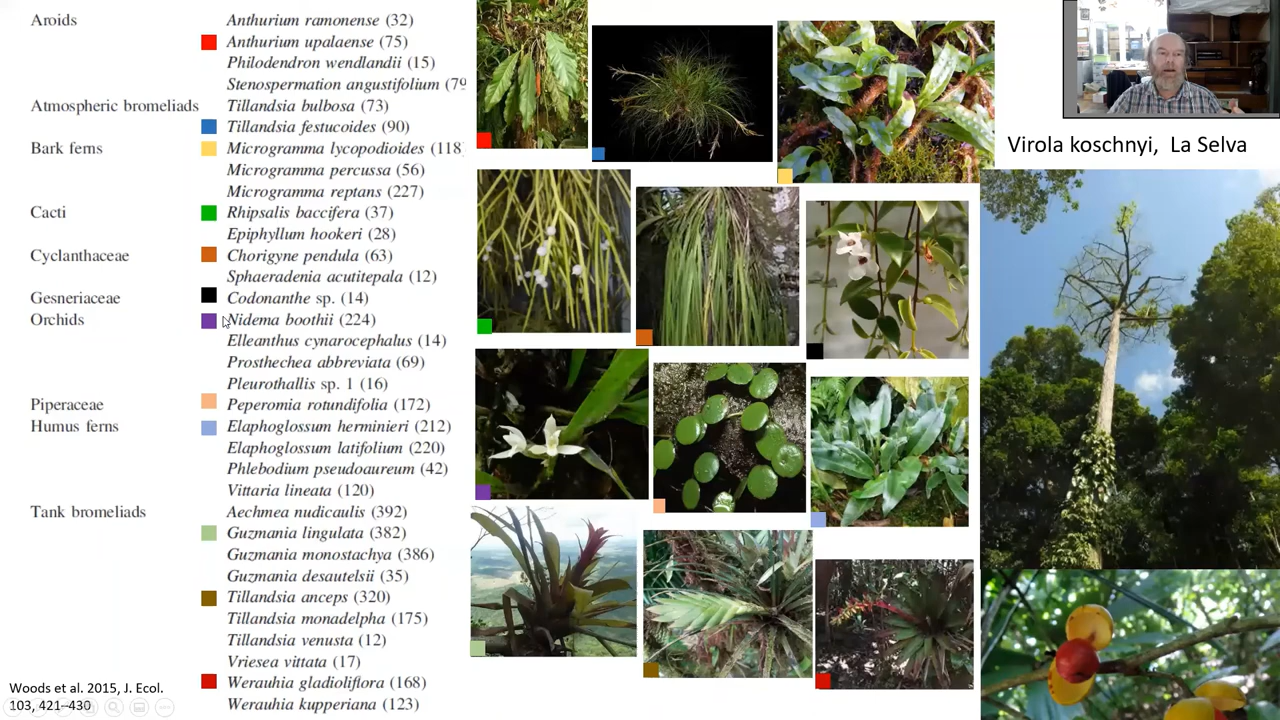 Aroids Anthurium ramonense (32)
Anthurium upalaense (75)
Philodendron wendlandii (15)
Stenospermation angustifolium (79
Atmospheric bromeliads Tillandsia bulbosa (73)
Tillandsia festucoides (90)
Bark ferns Microgramma lycopodioides (118
Microgramma percussa (56)
Microgramma reptans (227)
Cacti Rhipsalis baccifera (37)
Epiphyllum hookeri (28)
Cyclanthaceae Chorigyne pendula (63)
Sphaeradenia acutitepala (12)
Gesneriaceae Codonanthe sp. (14)
Orchids Nidema boothii (224)
Elleanthus cynarocephalus (14)
Prosthechea abbreviata (69)
Pleurothallis sp. 1 (16)
Piperaceae Peperomia rotundifolia (172)
Humus ferns Elaphoglossum herminieri (212)
Elaphoglossum latifolium (220)
Phlebodium pseudoaureum (42)
Vittaria lineata (120)
Tank bromeliads Aechmea nudicaulis (392)
Guzmania lingulata (382)
Guzmania monostachya (386)
Guzmania desautelsii (35)
Tillandsia anceps (320)
Tillandsia monadelpha (175)
Tillandsia venusta (12)
Vriesea vittata (17)
Werauhia gladioliflora (168)
Werauhia kupperiana (123)
Woods et al. 2015, J. Ecol.
103, 421–430
Virola koschnyi, La Selva